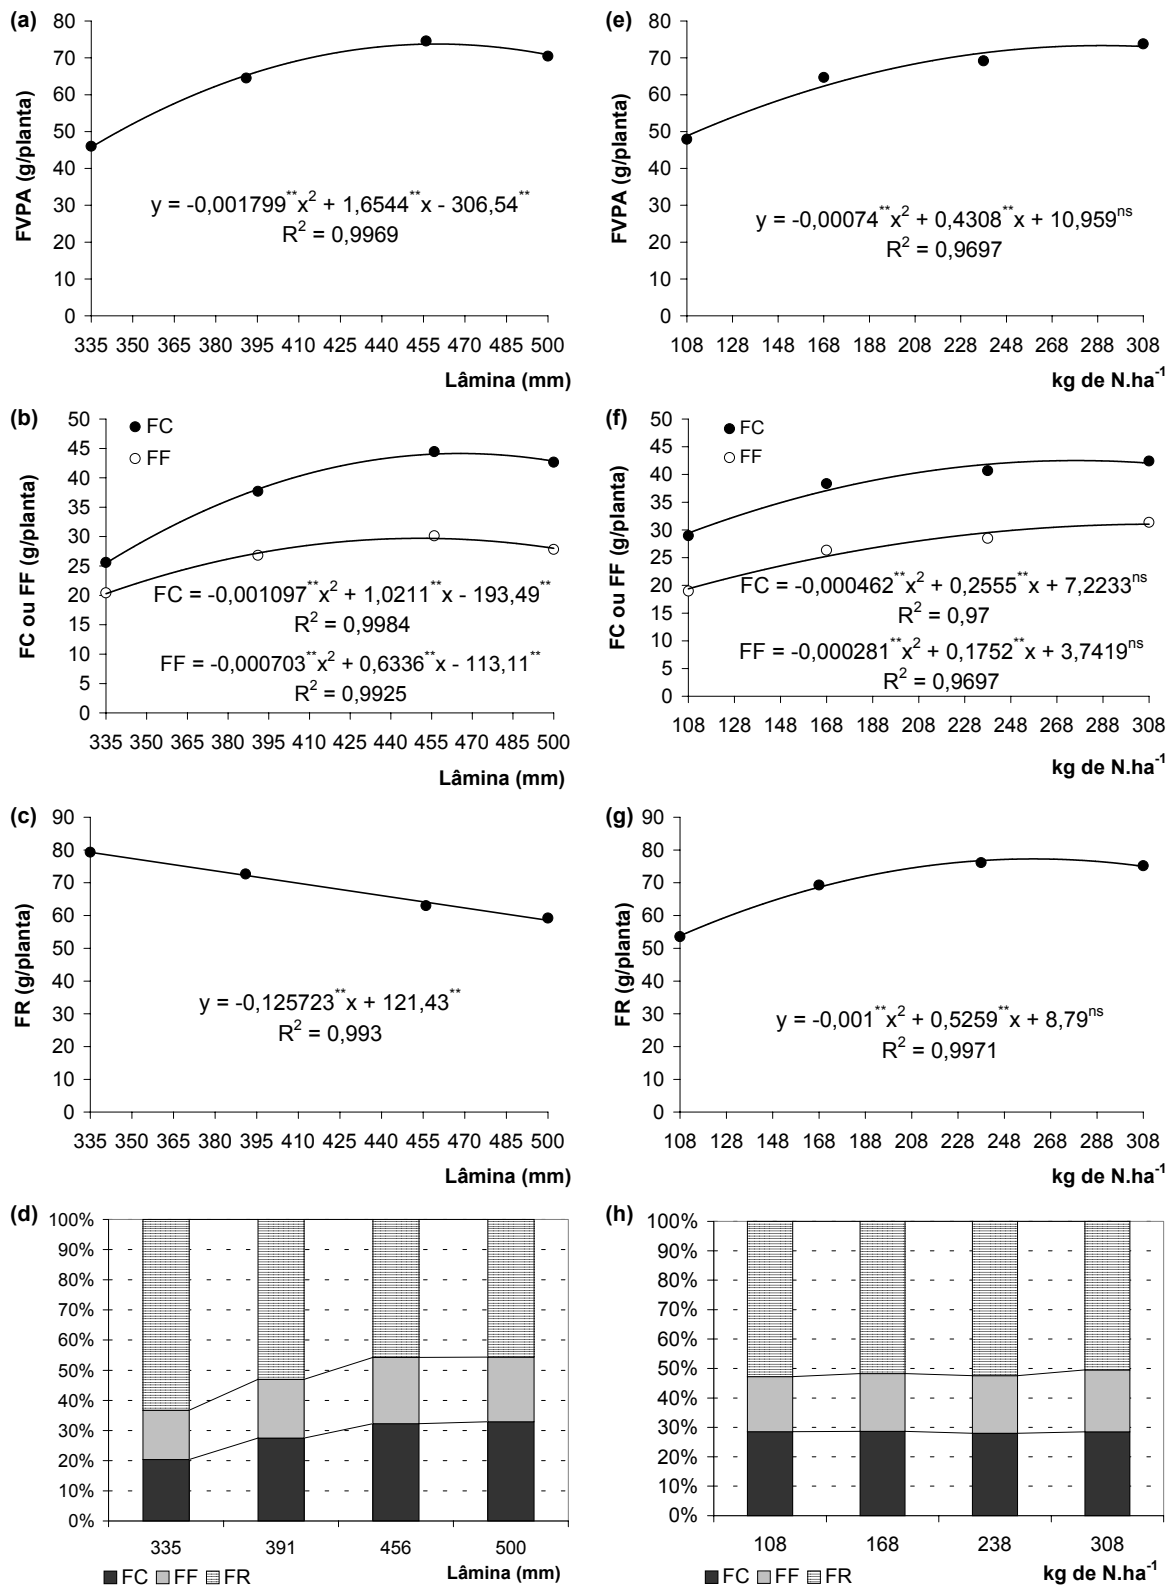 (a)
80
70
60
50
40
30
20
10
0
FVPA (g/planta)
y = -0,001799**x² + 1,6544**x - 306,54**
R² = 0,9969
335 350 365 380 395 410 425 440 455 470 485 500
Lâmina (mm)
(e)
80
70
60
50
40
30
20
10
0
FVPA (g/planta)
y = -0,00074**x² + 0,4308**x + 10,959ns
R² = 0,9697
108 128 148 168 188 208 228 248 268 288 308
kg de N.ha-1
(b)
50
45
40
35
30
25
20
15
10
5
0
FC ou FF (g/planta)
FC
FF
FC = -0,001097**x² + 1,0211**x - 193,49**
R² = 0,9984
FF = -0,000703**x² + 0,6336**x - 113,11**
R² = 0,9925
335 350 365 380 395 410 425 440 455 470 485 500
Lâmina (mm)
(f)
50
45
40
35
30
25
20
15
10
5
0
FC ou FF (g/planta)
FC
FF
FC = -0,000462**x² + 0,2555**x + 7,2233ns
R² = 0,97
FF = -0,000281**x² + 0,1752**x + 3,7419ns
R² = 0,9697
108 128 148 168 188 208 228 248 268 288 308
kg de N.ha-1
(c)
90
80
70
60
50
40
30
20
10
0
FR (g/planta)
y = -0,125723**x + 121,43**
R² = 0,993
335 350 365 380 395 410 425 440 455 470 485 500
Lâmina (mm)
(g)
90
80
70
60
50
40
30
20
10
0
FR (g/planta)
y = -0,001**x² + 0,5259**x + 8,79ns
R² = 0,9971
108 128 148 168 188 208 228 248 268 288 308
kg de N.ha-1
(d)
100%
90%
80%
70%
60%
50%
40%
30%
20%
10%
0%
335 391 456 500
FC FF FR
Lâmina (mm)
(h)
100%
90%
80%
70%
60%
50%
40%
30%
20%
10%
0%
108 168 238 308
FC FF FR
kg de N.ha-1